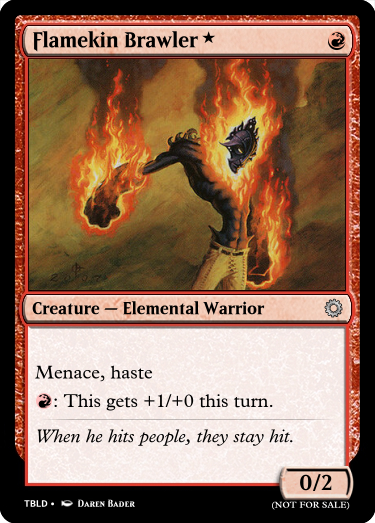 Flamekin Brawler★
Creature — Elemental Warrior
Menace, haste
: This gets +1/+0 this turn.
When he hits people, they stay hit.
0/2
TBLD • Daren Bader
(NOT FOR SALE)